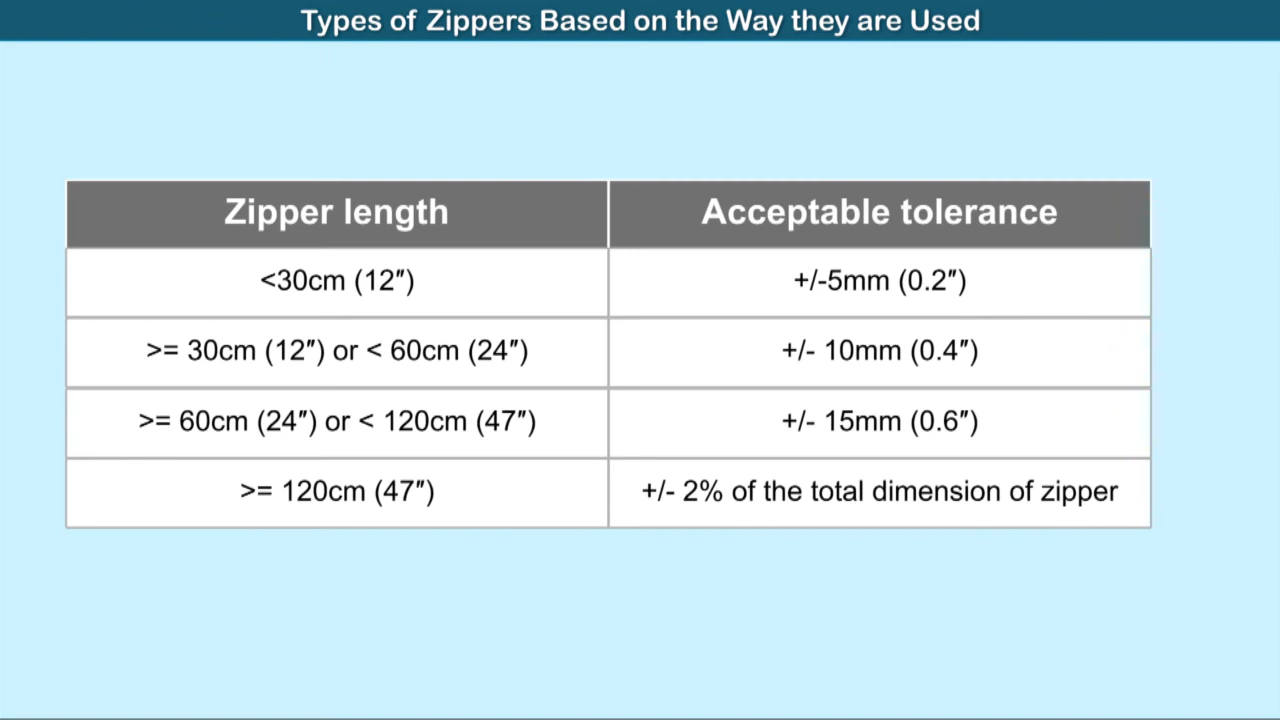 Types of Zippers Based on the Way they are Used
Zipper length
Acceptable tolerance
<30cm (12″)
+/-5mm (0.2″)
>= 30cm (12″) or < 60cm (24″)
+/- 10mm (0.4″)
>= 60cm (24″) or < 120cm (47″)
+/- 15mm (0.6″)
>= 120cm (47″)
+/- 2% of the total dimension of zipper